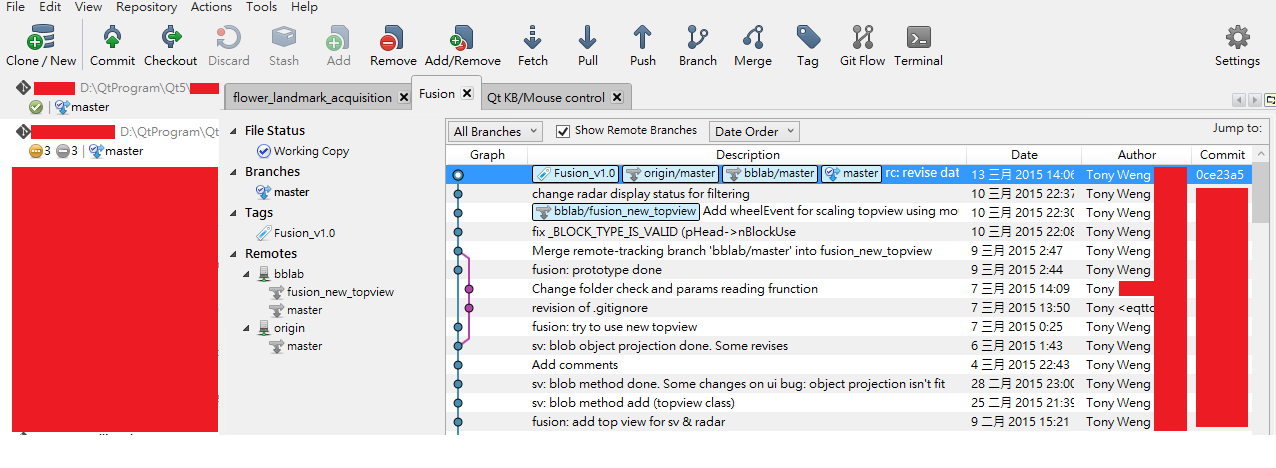 File Edit View Repository Actions Tools Help
Clone / New Commit Checkout Discard Stash Add Remove Add/Remove Fetch Pull Push Branch Merge Tag Git Flow Terminal Settings
D:\QtProgram\Qt5\
master
D:\QtProgram\Qt
3 3 master
flower_landmark_acquisition Fusion Qt KB/Mouse control
File Status
Working Copy
Branches
master
Tags
Fusion_v1.0
Remotes
bblab
fusion_new_topview
master
origin
master
All Branches Show Remote Branches Date Order Jump to:
Graph Description Date Author Commit
Fusion_v1.0 origin/master bblab/master master rc: revise dat 13 三月 2015 14:06 Tony Weng 0ce23a5
change radar display status for filtering 10 三月 2015 22:37 Tony Weng
bblab/fusion_new_topview Add wheelEvent for scaling topview using mo 10 三月 2015 22:30 Tony Weng
fix _BLOCK_TYPE_IS_VALID (pHead->nBlockUse 10 三月 2015 22:08 Tony Weng
Merge remote-tracking branch 'bblab/master' into fusion_new_topview 9 三月 2015 2:47 Tony Weng
fusion: prototype done 9 三月 2015 2:44 Tony Weng
Change folder check and params reading frunction 7 三月 2015 14:09 Tony
revision of .gitignore 7 三月 2015 13:50 Tony <eqttc
fusion: try to use new topview 7 三月 2015 0:25 Tony Weng
sv: blob object projection done. Some revises 6 三月 2015 1:43 Tony Weng
Add comments 4 三月 2015 22:43 Tony Weng
sv: blob method done. Some changes on ui bug: object projection isn't fit 28 二月 2015 23:00 Tony Weng
sv: blob method add (topview class) 25 二月 2015 21:39 Tony Weng
fusion: add top view for sv & radar 9 二月 2015 15:21 Tony Weng